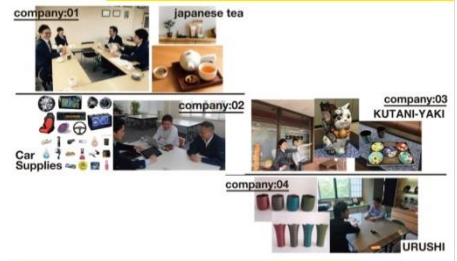 company:01
japanese tea
company:02
Car
Supplies
company:03
KUTANI-YAKI
company:04
URUSHI